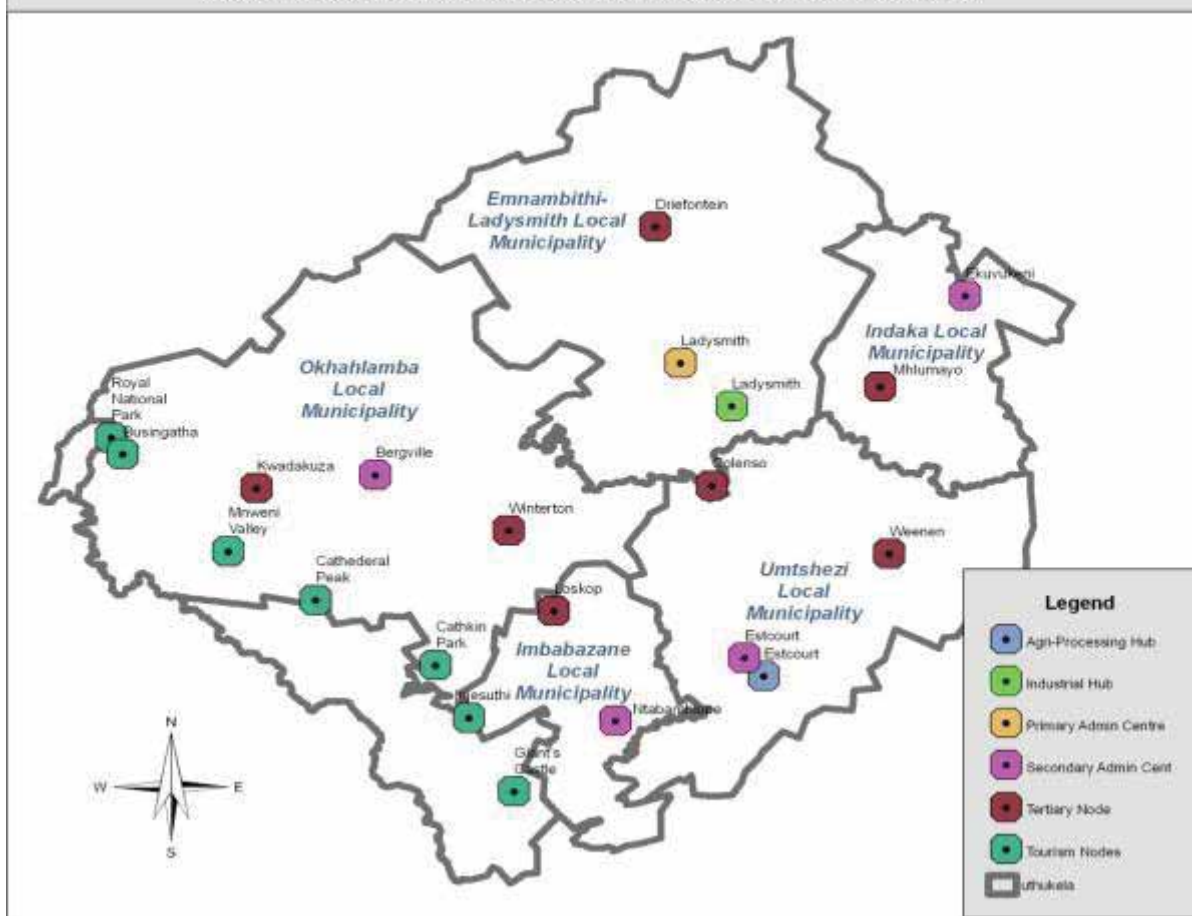 Emnambithi-
Ladysmith Local
Municipality
Driefontein
Ekuvukeni
Indaka Local
Municipality
Mhlumayo
Ladysmith
Ladysmith
Okhahlamba
Local
Municipality
Royal
National
Park
Busingatha
Kwadakuza
Bergville
Mnweni
Valley
Winterton
Colenso
Weenen
Cathederal
Peak
Loskop
Umtshezi
Local
Municipality
Cathkin
Park
Imbabazane
Local
Municipality
Estcourt
Estcourt
Giant's
Castle
N
W
E
S
Legend
Agri-Processing Hub
Industrial Hub
Primary Admin Centre
Secondary Admin Cent
Tertiary Node
Tourism Nodes
uthukela